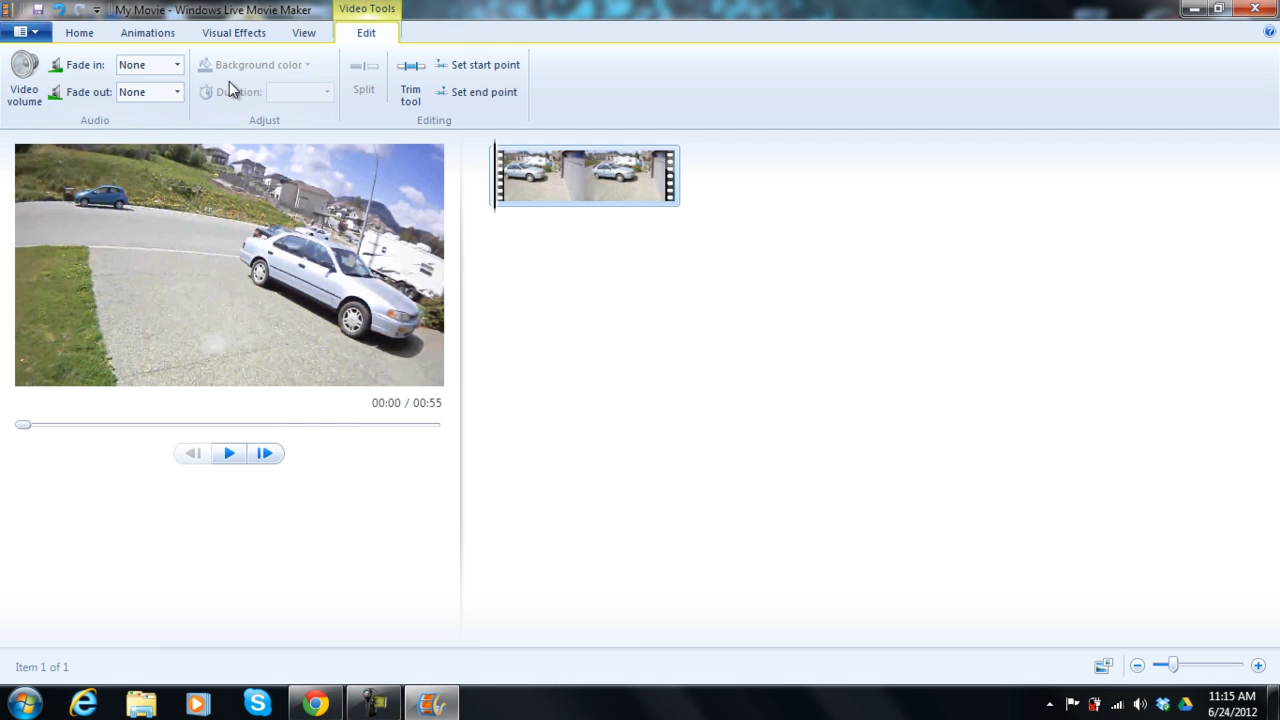 My Movie - Windows Live Movie Maker
Video Tools
Home
Animations
Visual Effects
View
Edit
Video volume
Fade in: None
Fade out: None
Audio
Background color
Duration:
Adjust
Split
Trim tool
Set start point
Set end point
Editing
00:00 / 00:55
Item 1 of 1
11:15 AM
6/24/2012